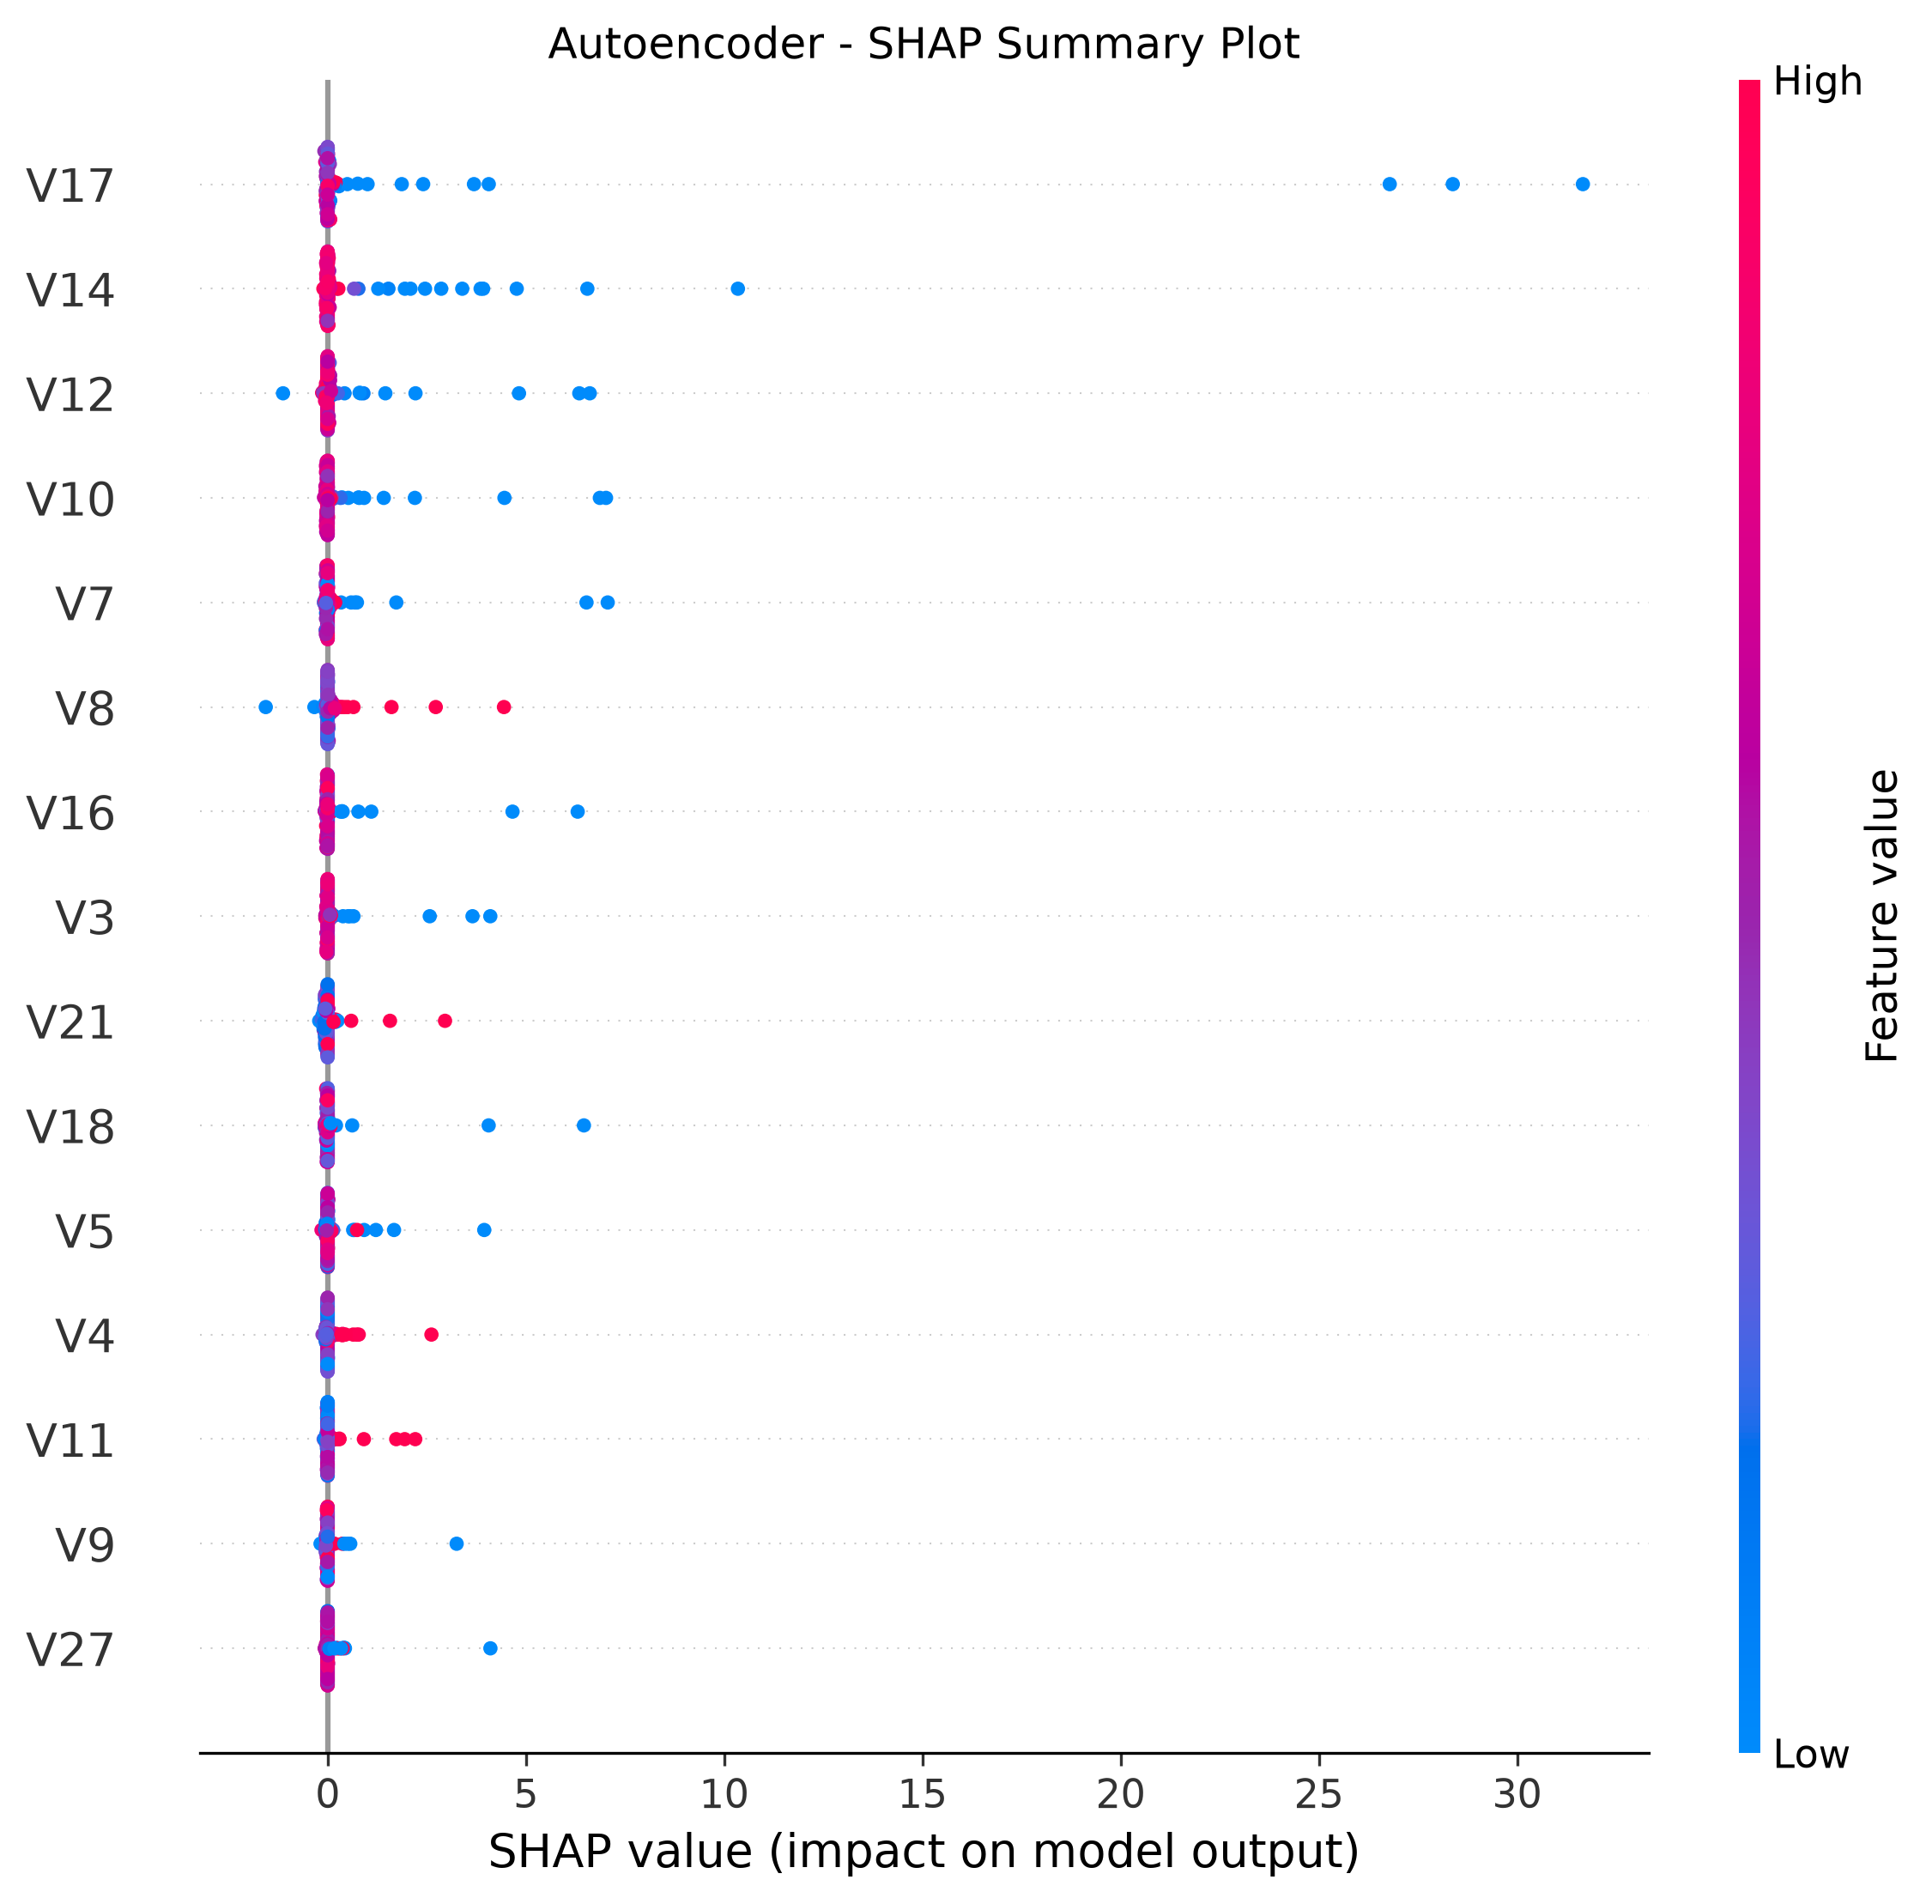 Autoencoder - SHAP Summary Plot
High
V17
V14
V12
V10
V7
V8
V16
V3
V21
V18
V5
V4
V11
V9
V27
Feature value
Low
0 5 10 15 20 25 30
SHAP value (impact on model output)